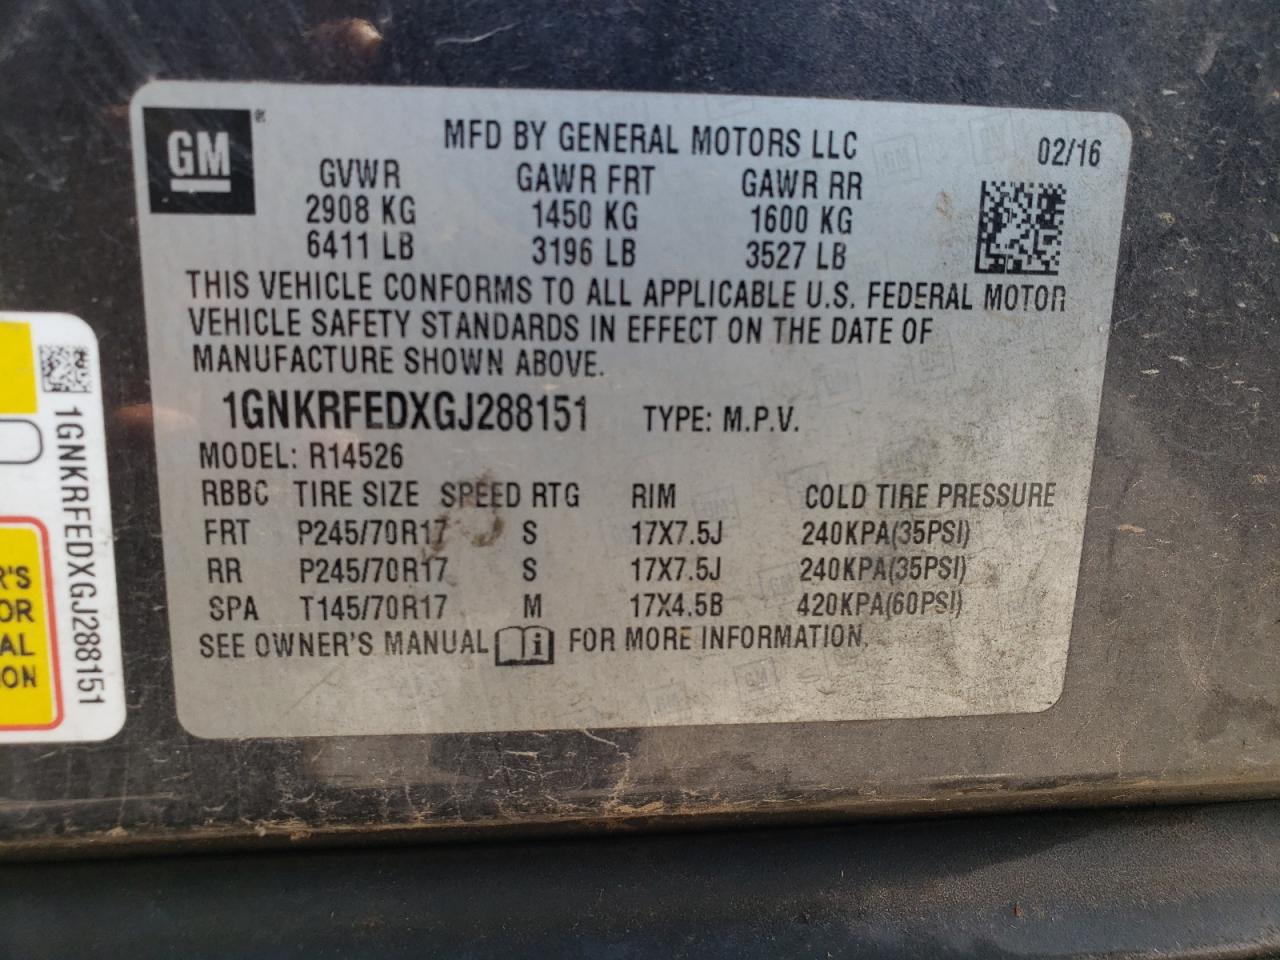 GM
MFD BY GENERAL MOTORS LLC 02/16
GVWR GAWR FRT GAWR RR
2908 KG 1450 KG 1600 KG
6411 LB 3196 LB 3527 LB
THIS VEHICLE CONFORMS TO ALL APPLICABLE U.S. FEDERAL MOTOR
VEHICLE SAFETY STANDARDS IN EFFECT ON THE DATE OF
MANUFACTURE SHOWN ABOVE.
1GNKRFEDXGJ288151 TYPE: M.P.V.
MODEL: R14526
RBBC TIRE SIZE SPEED RTG RIM COLD TIRE PRESSURE
FRT P245/70R17 S 17X7.5J 240KPA(35PSI)
RR P245/70R17 S 17X7.5J 240KPA(35PSI)
SPA T145/70R17 M 17X4.5B 420KPA(60PSI)
SEE OWNER'S MANUAL i FOR MORE INFORMATION.
1GNKRFEDXGJ288151
R'S
OR
AL
ON